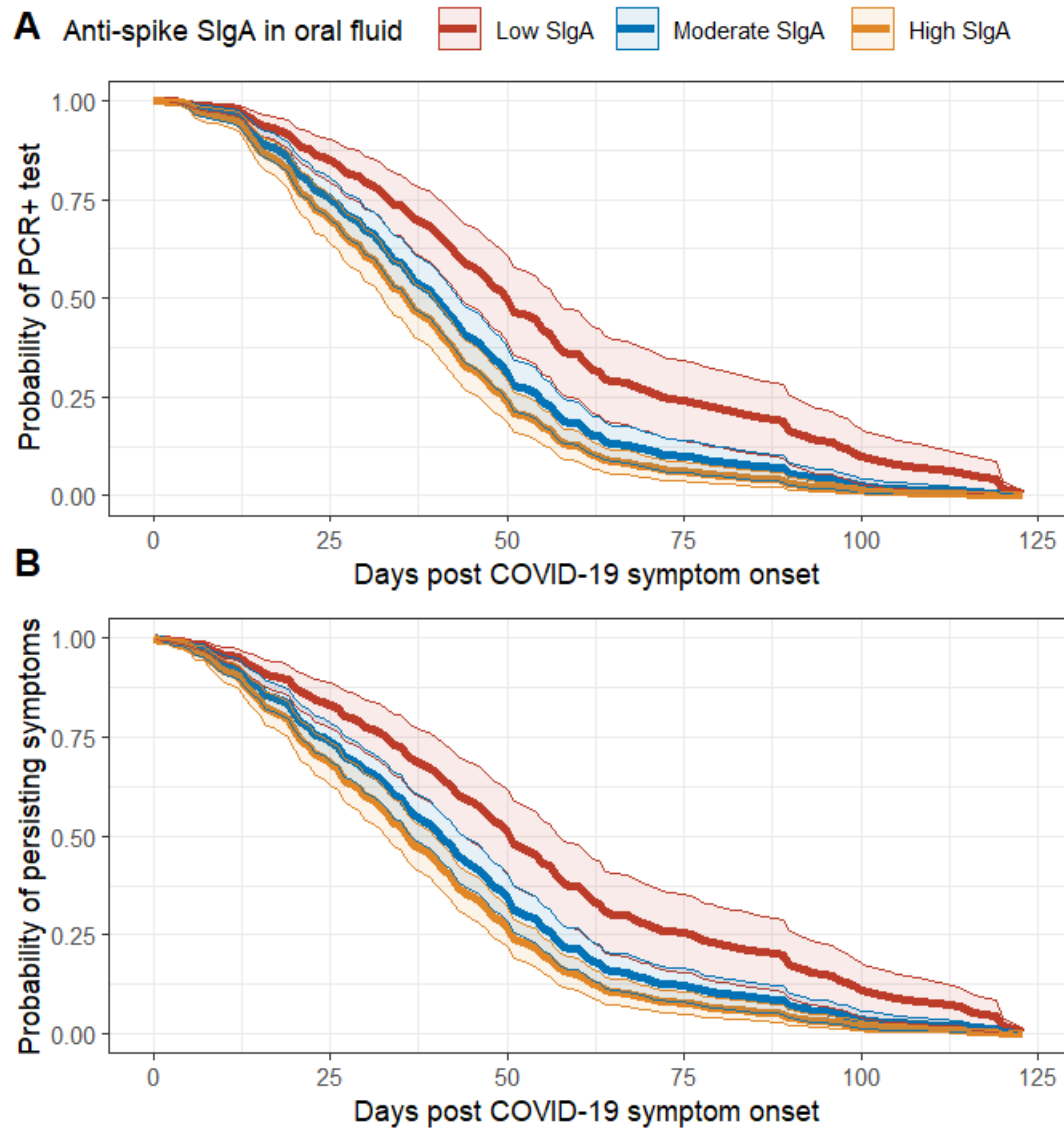 A Anti-spike SIgA in oral fluid Low SIgA Moderate SIgA High SIgA
Probability of PCR+ test
1.00
0.75
0.50
0.25
0.00
0 25 50 75 100 125
Days post COVID-19 symptom onset
B
Probability of persisting symptoms
1.00
0.75
0.50
0.25
0.00
0 25 50 75 100 125
Days post COVID-19 symptom onset